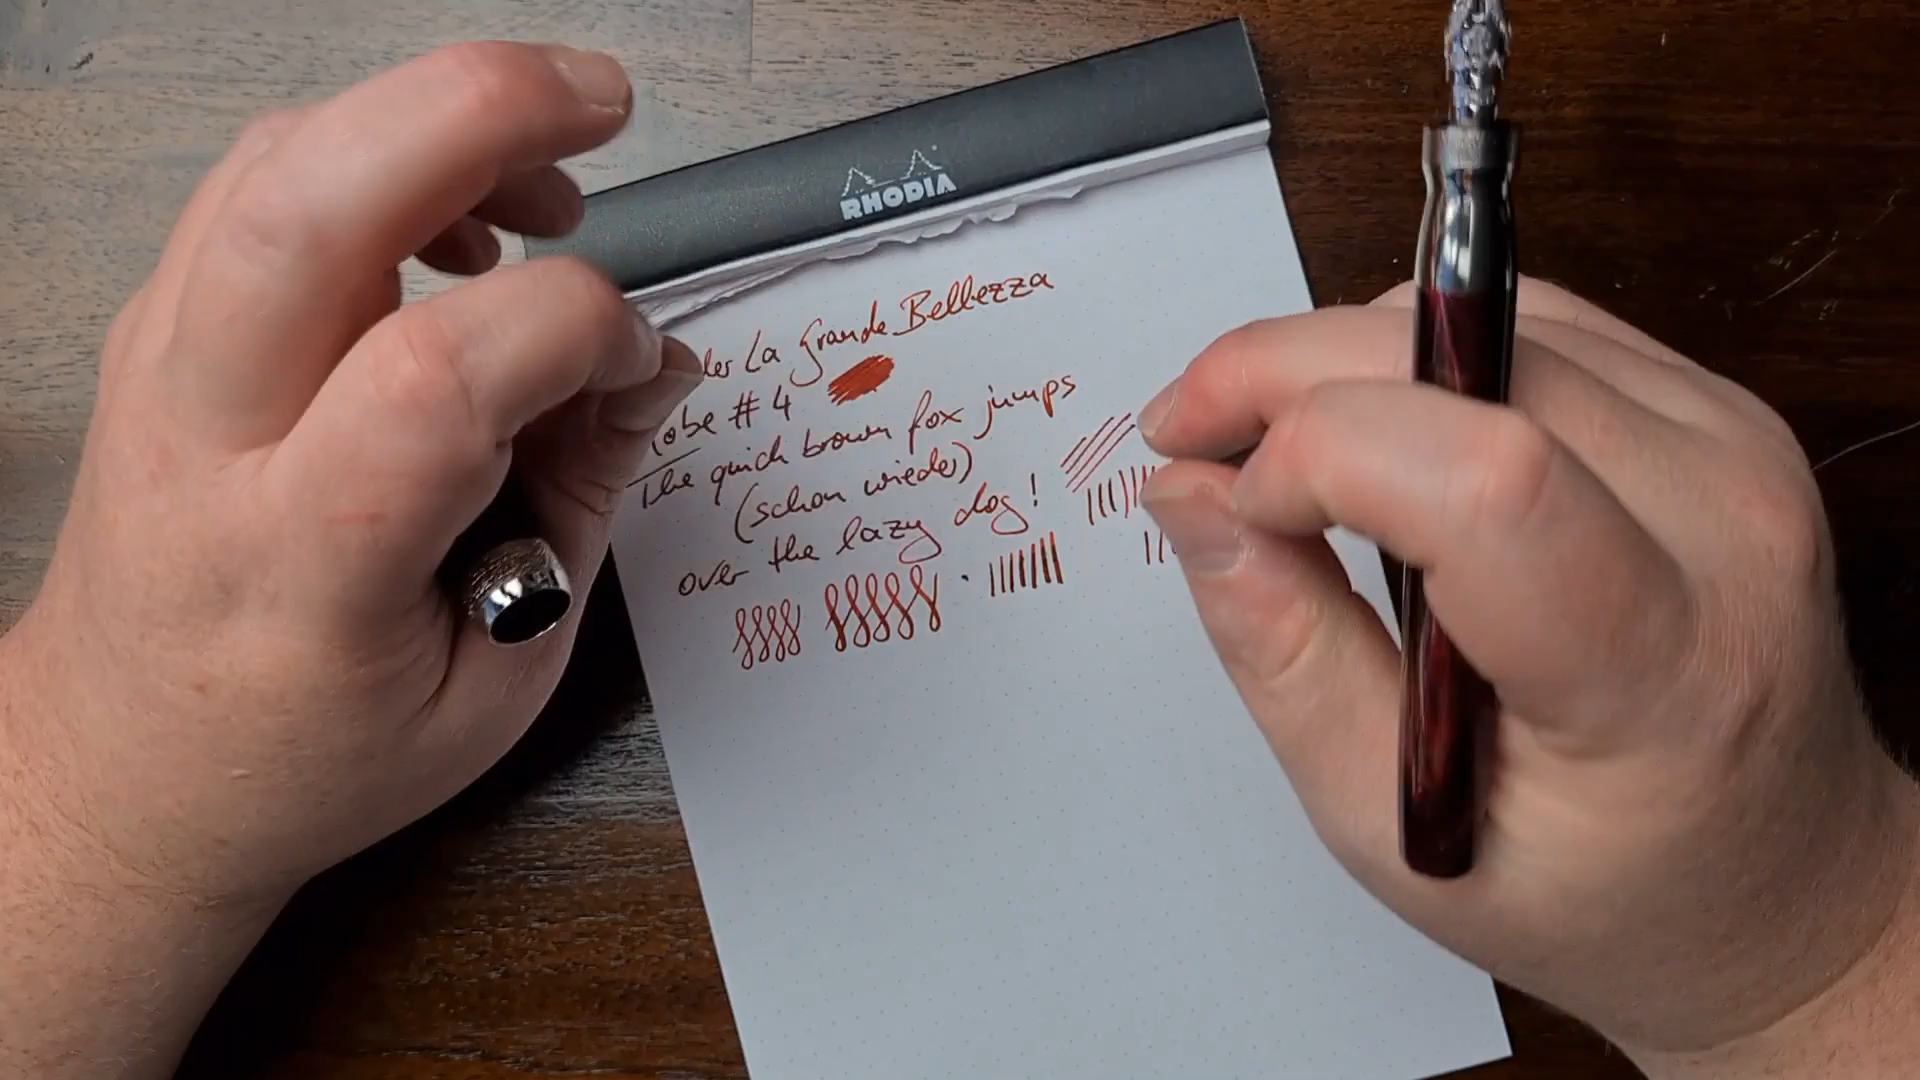 RHODIA
La Grande Bellezza
#4
The quick brown fox jumps
(schon wieder)
over the lazy dog!